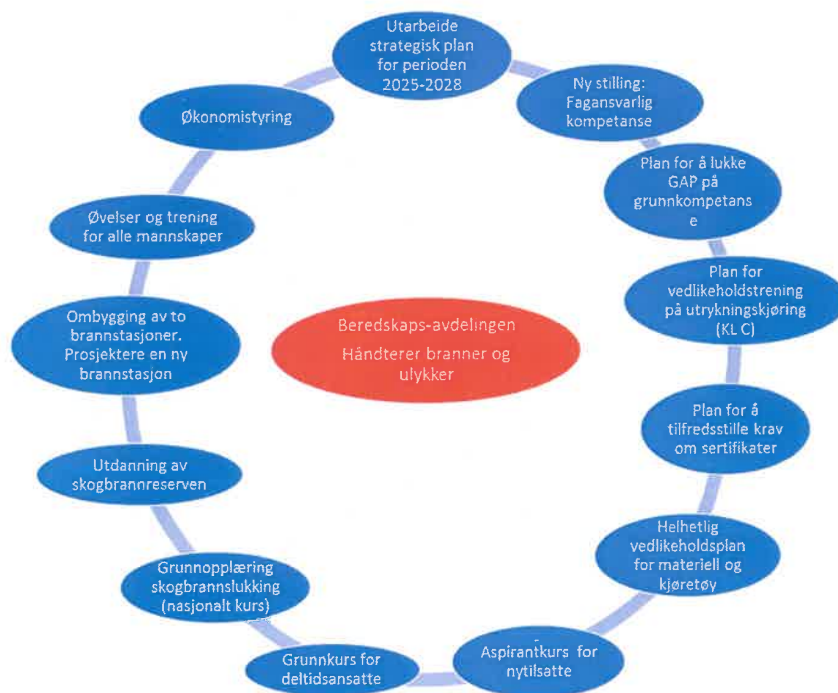 Utarbeide
strategisk plan
for perioden
2025-2028
Ny stilling:
Fagansvarlig
kompetanse
Plan for å lukke
GAP på
grunnkompetans
e
Plan for
vedlikeholdstrening
på utrykningskjøring
(KL C)
Plan for å
tilfredsstille krav
om sertifikater
Helhetlig
vedlikeholdsplan
for materiell og
kjøretøy
Aspirantkurs for
nytilsatte
Grunnkurs for
deltidsansatte
Grunnopplæring
skogbrannslukking
(nasjonalt kurs)
Utdanning av
skogbrannreserven
Ombygging av to
brannstasjoner.
Prosjektere en ny
brannstasjon
Øvelser og trening
for alle mannskaper
Økonomistyring
Beredskaps-avdelingen
Håndterer branner og
ulykker